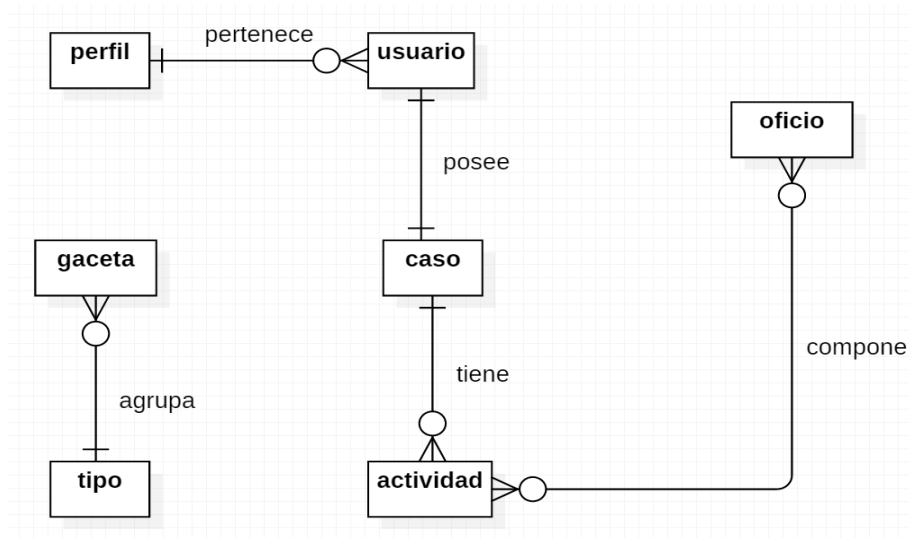 pertenece
perfil
usuario
oficio
posee
gaceta
caso
compone
tiene
agrupa
tipo
actividad